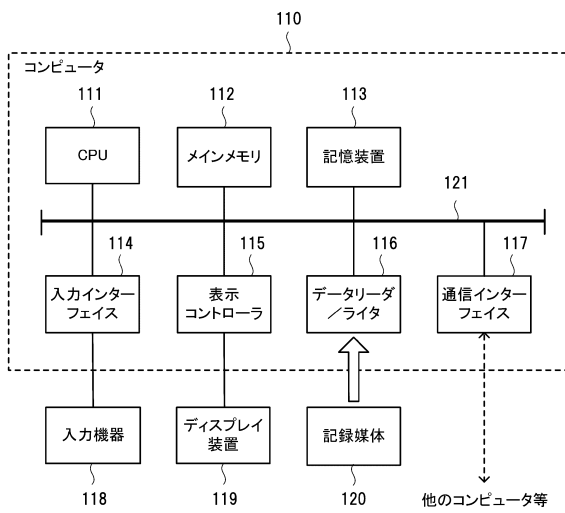 110
コンピュータ
111
112
113
CPU
メインメモリ
記憶装置
121
114
115
116
117
入力インター
フェイス
表示
コントローラ
データリーダ
／ライタ
通信インター
フェイス
入力機器
ディスプレイ
装置
記録媒体
118
119
120
他のコンピュータ等